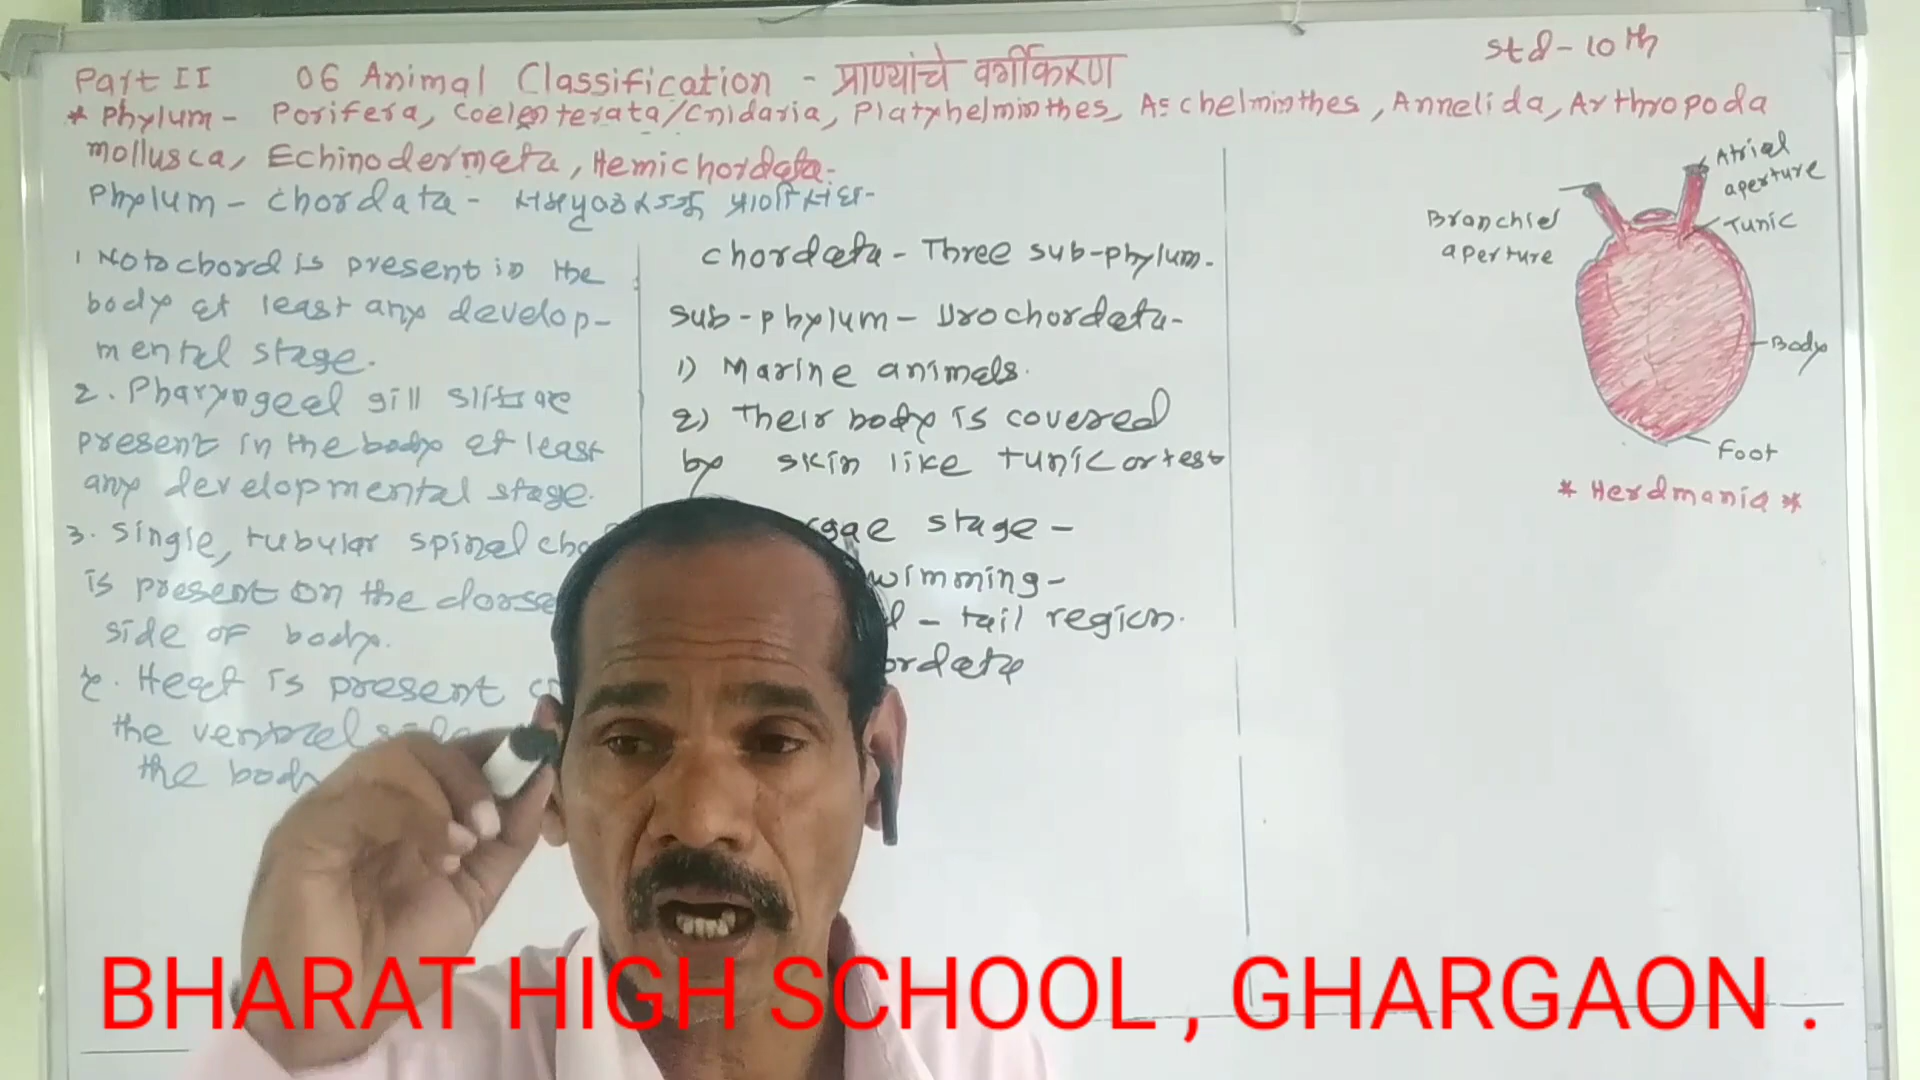 Part II 06 Animal Classification - प्राण्यांचे वर्गीकरण
Std - 10th
* Phylum - Porifera, Coelenterata/Cnidaria, Platyhelminthes, Aschelminthes, Annelida, Arthropoda
Mollusca, Echinodermata, Hemichordata.
Phylum - Chordata -
1 Notochord is present in the
body at least any develop-
mental stage.
2. Pharyngeal gill slits are
present in the body at least
any developmental stage.
3. Single, tubular spinal
is present on the
side of body.
४. Heart is present
the ventral
the
Chordata - Three sub-phylum.
Sub-phylum - Urochordata -
1) Marine animals.
2) Their body is covered
by skin like tunic or test
stage -
- tail region.
Atrial
aperture
Branchial
aperture
Tunic
Body
Foot
* Herdmania *
BHARAT HIGH SCHOOL , GHARGAON .